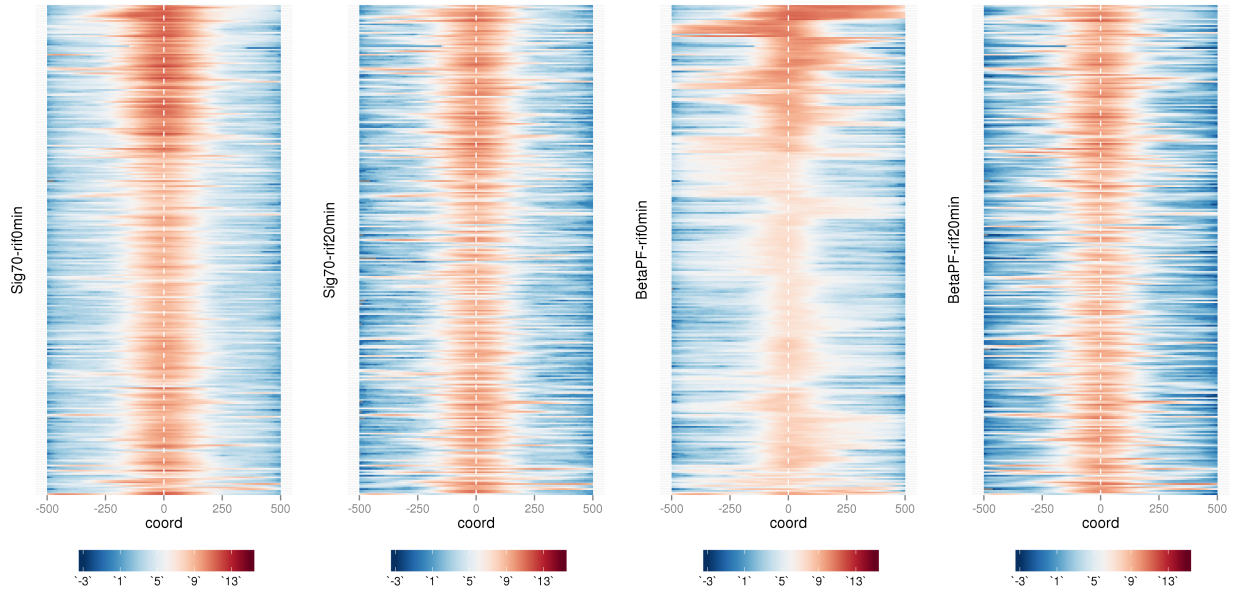 Sig70-rif0min
-500 -250 0 250 500
coord
`-3` `1` `5` `9` `13`
Sig70-rif20min
-500 -250 0 250 500
coord
`-3` `1` `5` `9` `13`
BetaPF-rif0min
-500 -250 0 250 500
coord
`-3` `1` `5` `9` `13`
BetaPF-rif20min
-500 -250 0 250 500
coord
`-3` `1` `5` `9` `13`